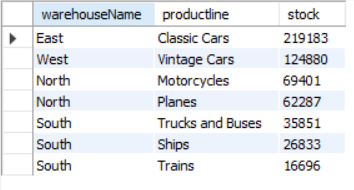 warehouseName productline stock
East Classic Cars 219183
West Vintage Cars 124880
North Motorcycles 69401
North Planes 62287
South Trucks and Buses 35851
South Ships 26833
South Trains 16696